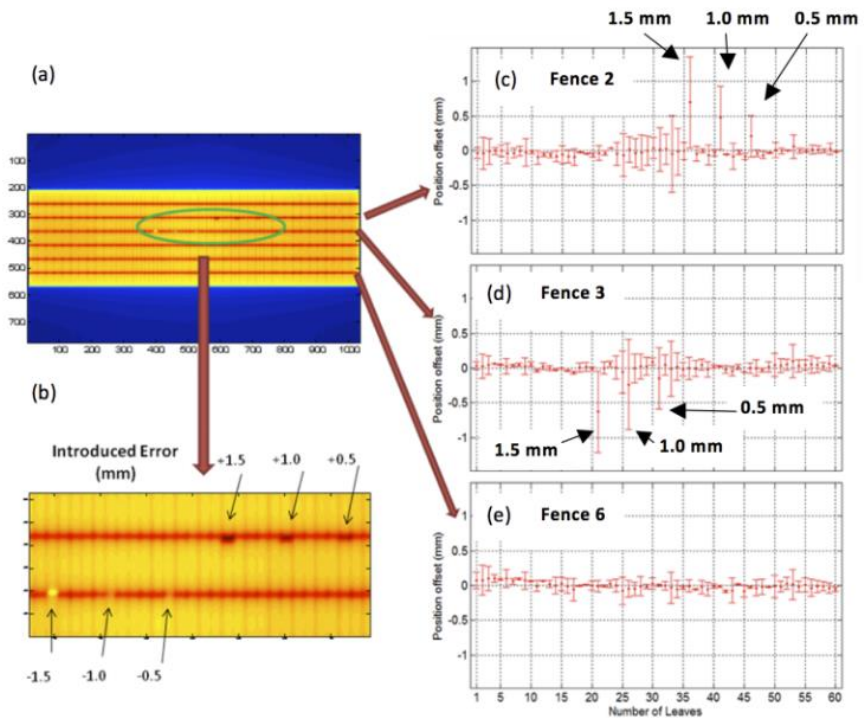 (a)
100
200
300
400
500
600
700
100 200 300 400 500 600 700 800 900 1000
(b)
Introduced Error
(mm)
+1.5
+1.0
+0.5
-1.5
-1.0
-0.5
1.5 mm
1.0 mm
0.5 mm
(c) Fence 2
Position offset (mm)
1
0.5
0
-0.5
-1
(d) Fence 3
Position offset (mm)
1
0.5
0
-0.5
-1
0.5 mm
1.5 mm
1.0 mm
(e) Fence 6
Position offset (mm)
1
0.5
0
-0.5
-1
1 5 10 15 20 25 30 35 40 45 50 55 60
Number of Leaves